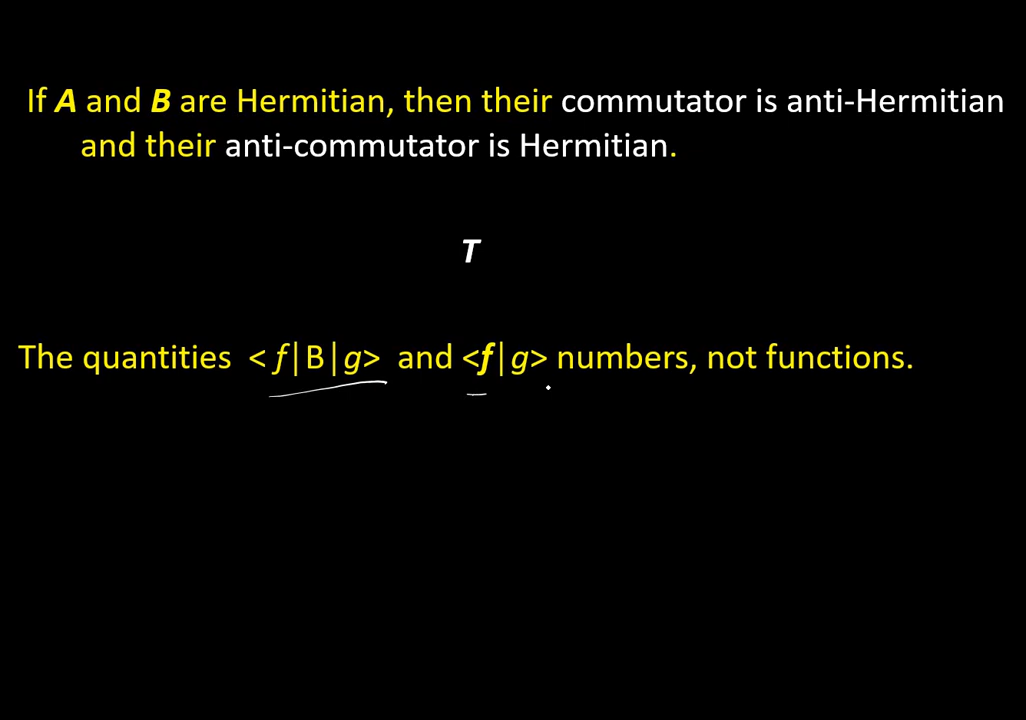 If A and B are Hermitian, then their commutator is anti-Hermitian
and their anti-commutator is Hermitian.
T
The quantities < f|B|g> and <f|g> numbers, not functions.